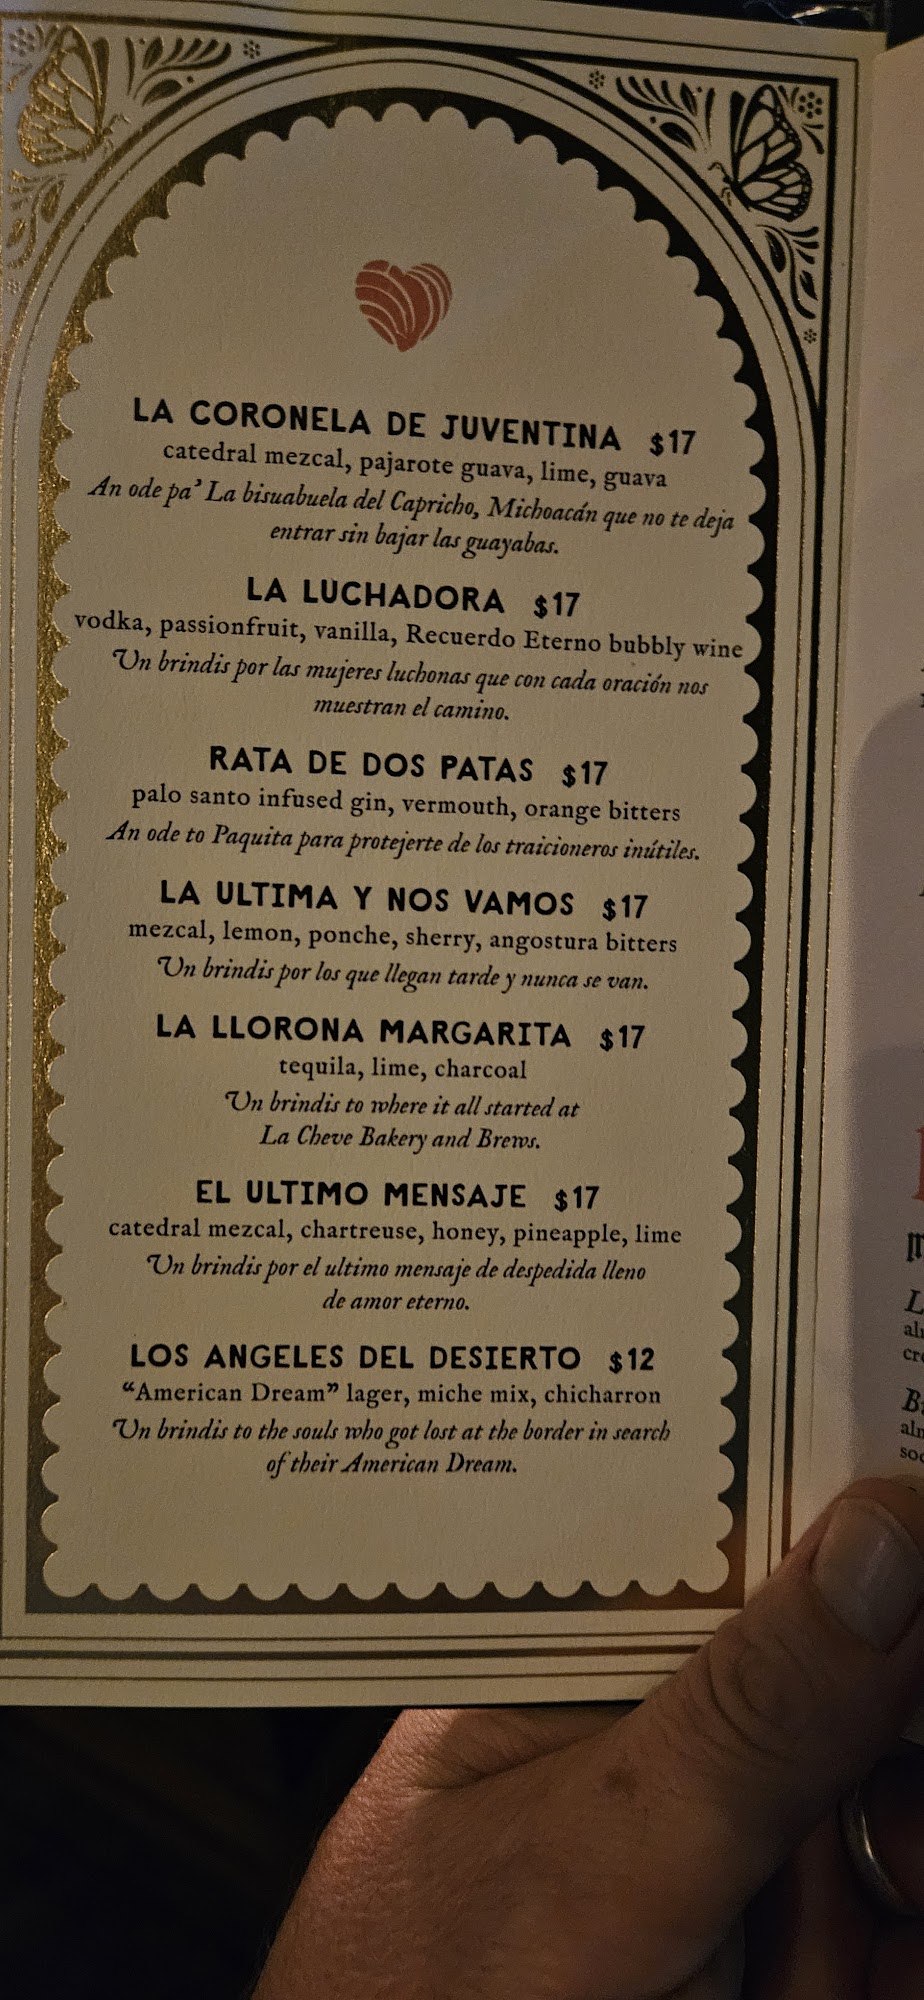 LA CORONELA DE JUVENTINA $17
catedral mezcal, pajarote guava, lime, guava
An ode pa' La bisuabuela del Capricho, Michoacán que no te deja
entrar sin bajar las guayabas.
LA LUCHADORA $17
vodka, passionfruit, vanilla, Recuerdo Eterno bubbly wine
Un brindis por las mujeres luchonas que con cada oración nos
muestran el camino.
RATA DE DOS PATAS $17
palo santo infused gin, vermouth, orange bitters
An ode to Paquita para protejerte de los traicioneros inútiles.
LA ULTIMA Y NOS VAMOS $17
mezcal, lemon, ponche, sherry, angostura bitters
Un brindis por los que llegan tarde y nunca se van.
LA LLORONA MARGARITA $17
tequila, lime, charcoal
Un brindis to where it all started at
La Cheve Bakery and Brews.
EL ULTIMO MENSAJE $17
catedral mezcal, chartreuse, honey, pineapple, lime
Un brindis por el ultimo mensaje de despedida lleno
de amor eterno.
LOS ANGELES DEL DESIERTO $12
"American Dream" lager, miche mix, chicharron
Un brindis to the souls who got lost at the border in search
of their American Dream.